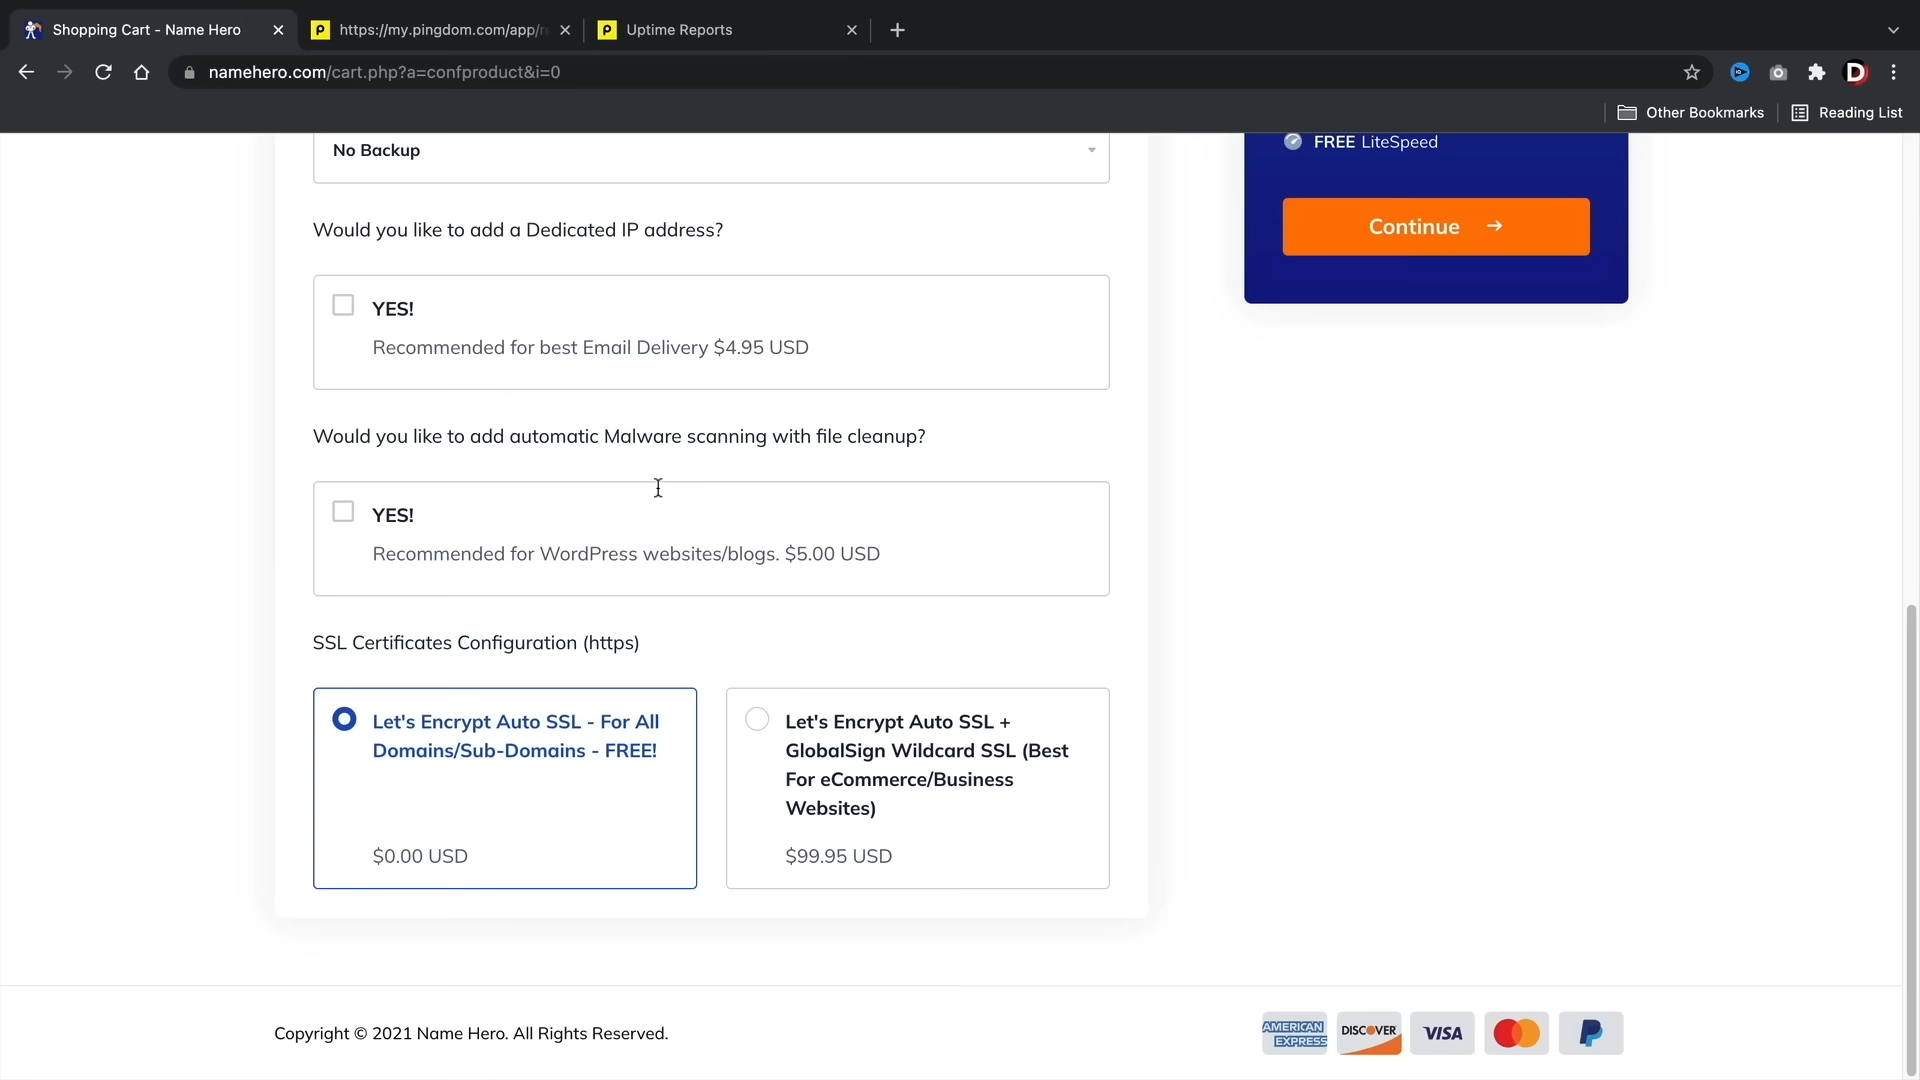 Shopping Cart - Name Hero
https://my.pingdom.com/app/r
Uptime Reports
namehero.com/cart.php?a=confproduct&i=0
Other Bookmarks
Reading List
No Backup
FREE LiteSpeed
Continue →
Would you like to add a Dedicated IP address?
YES!
Recommended for best Email Delivery $4.95 USD
Would you like to add automatic Malware scanning with file cleanup?
YES!
Recommended for WordPress websites/blogs. $5.00 USD
SSL Certificates Configuration (https)
Let's Encrypt Auto SSL - For All
Domains/Sub-Domains - FREE!
$0.00 USD
Let's Encrypt Auto SSL +
GlobalSign Wildcard SSL (Best
For eCommerce/Business
Websites)
$99.95 USD
Copyright © 2021 Name Hero. All Rights Reserved.
AMERICAN
EXPRESS
DISCOVER
VISA